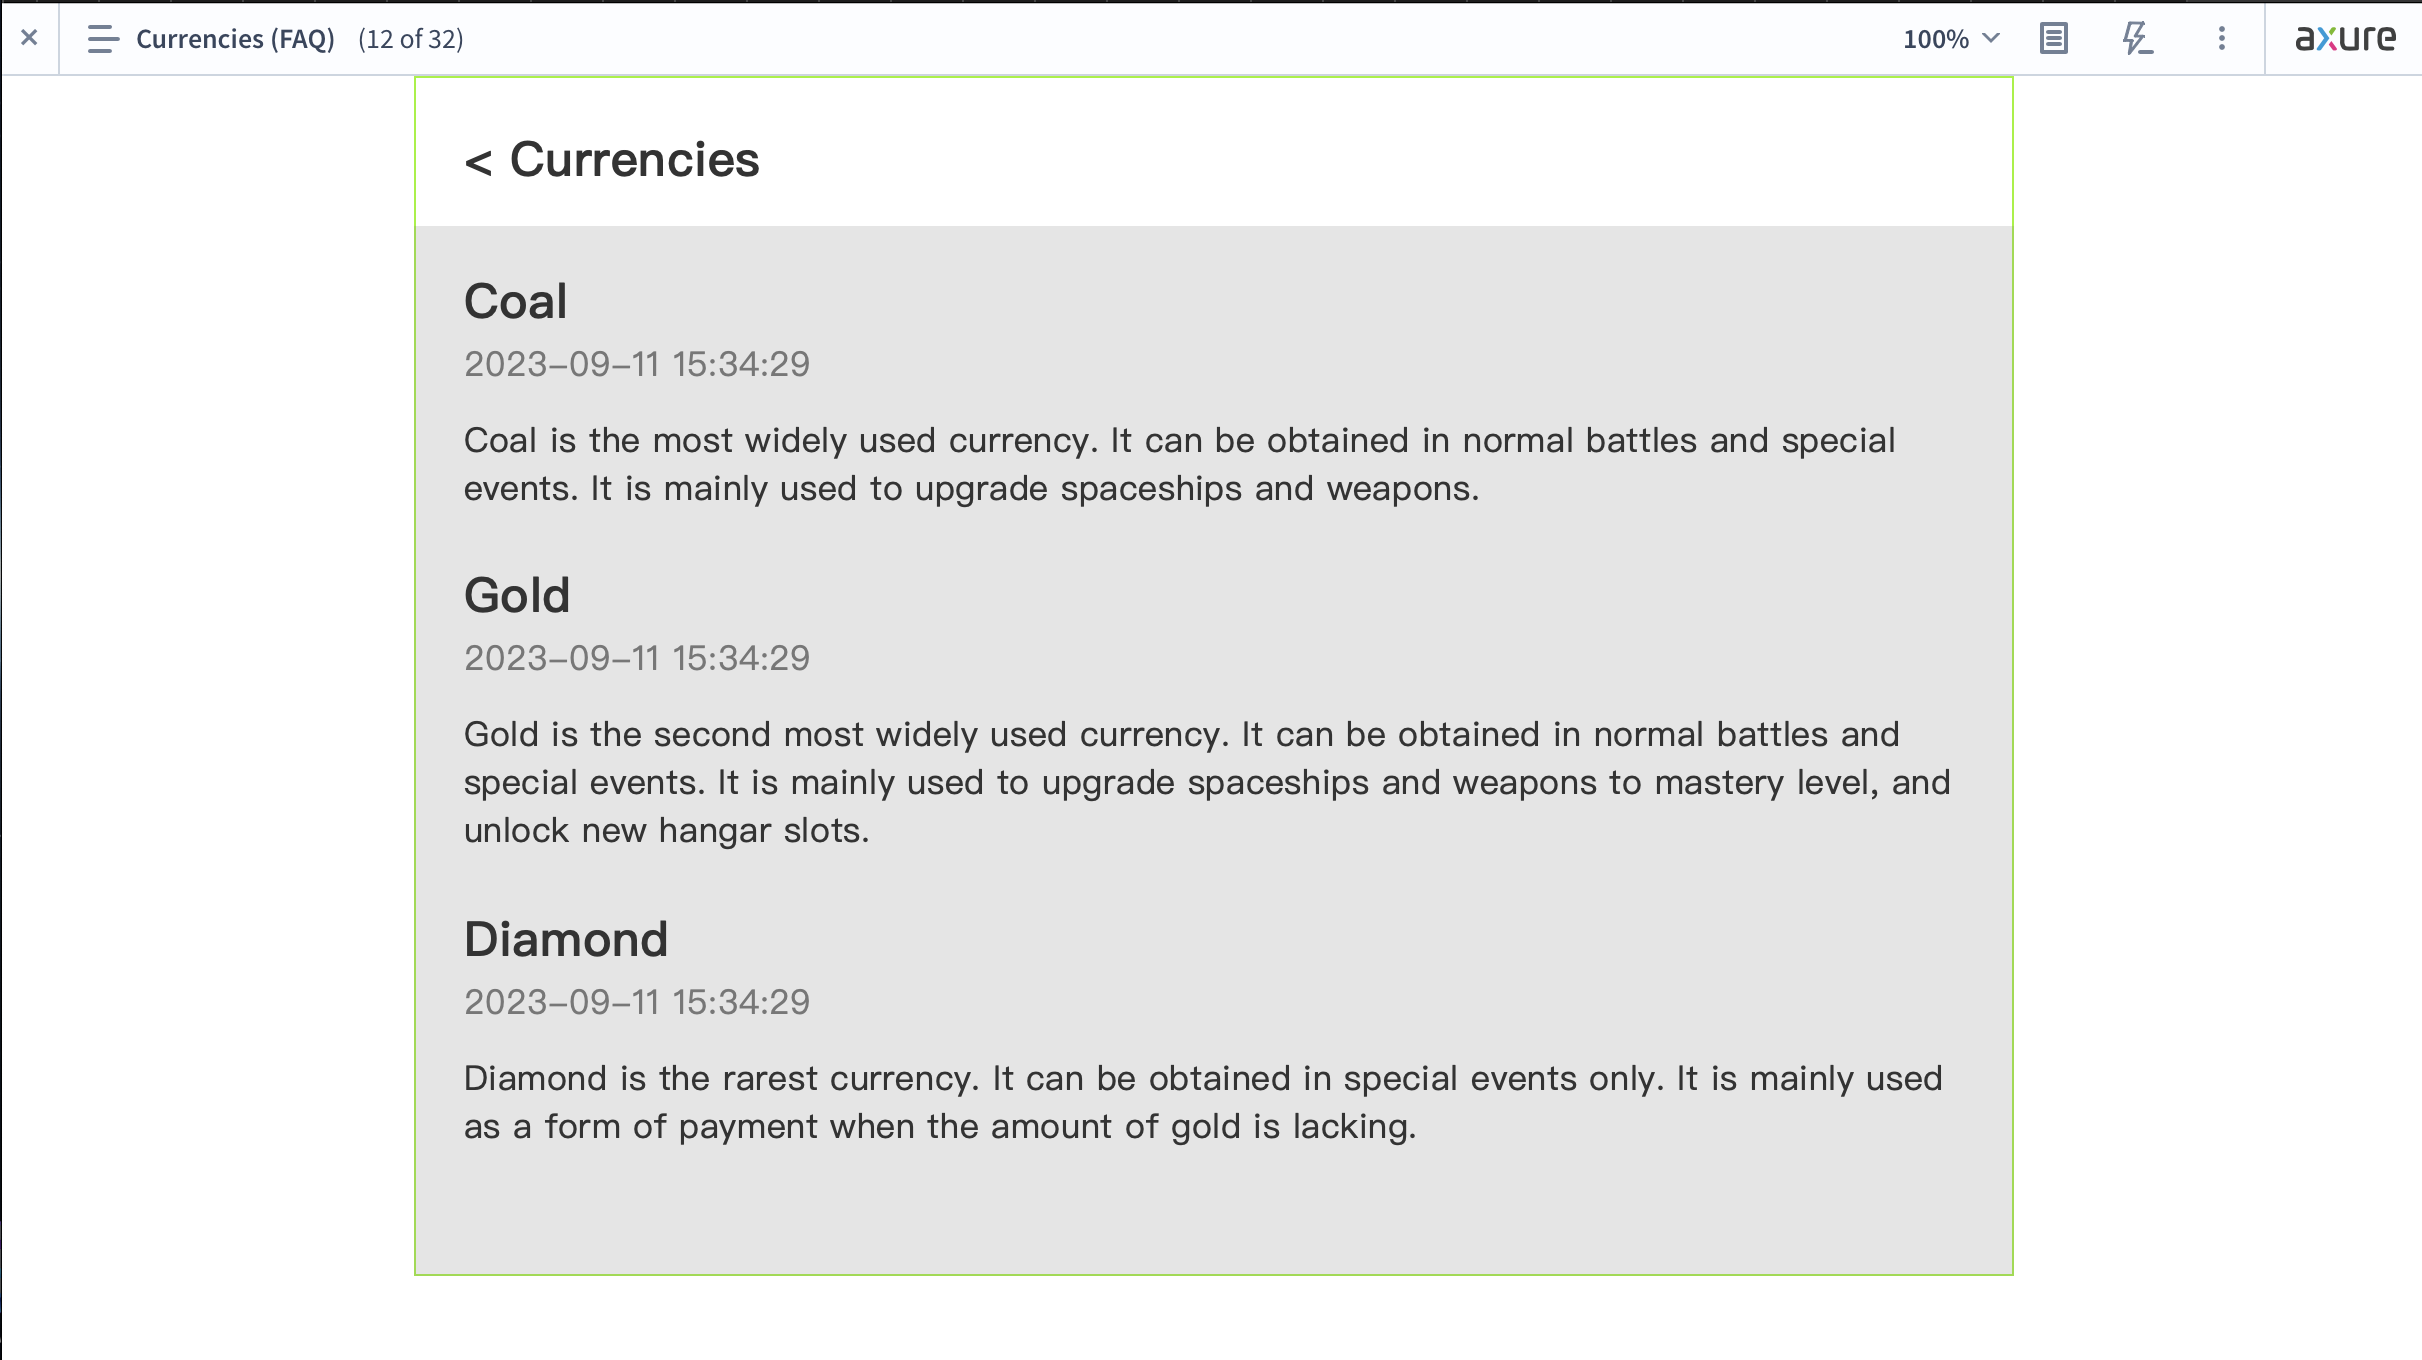 Currencies (FAQ) (12 of 32)
100%
axure
< Currencies
Coal
2023-09-11 15:34:29
Coal is the most widely used currency. It can be obtained in normal battles and special
events. It is mainly used to upgrade spaceships and weapons.
Gold
2023-09-11 15:34:29
Gold is the second most widely used currency. It can be obtained in normal battles and
special events. It is mainly used to upgrade spaceships and weapons to mastery level, and
unlock new hangar slots.
Diamond
2023-09-11 15:34:29
Diamond is the rarest currency. It can be obtained in special events only. It is mainly used
as a form of payment when the amount of gold is lacking.